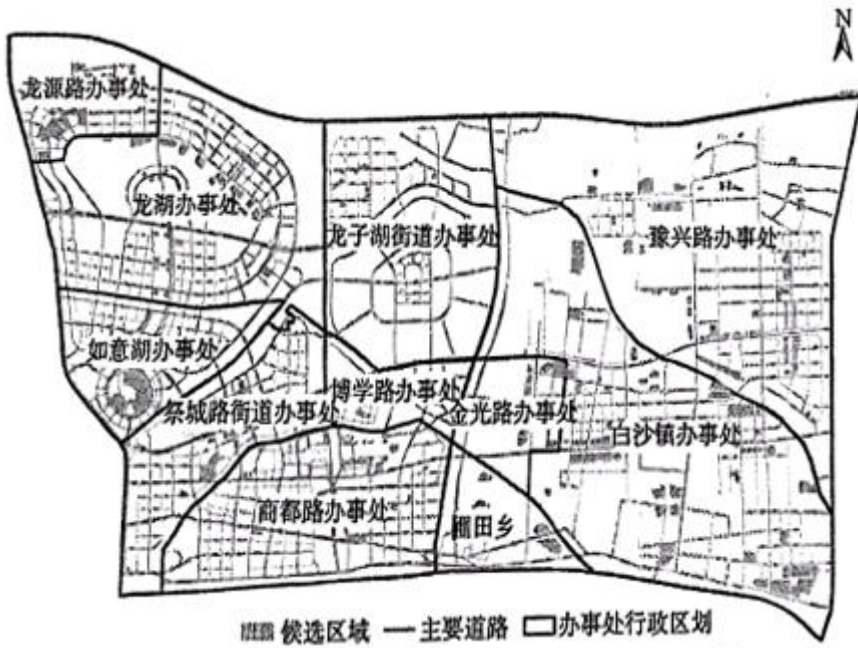 N
龙源路办事处
龙湖办事处
龙子湖街道办事处
豫兴路办事处
如意湖办事处
博学路办事处
祭城路街道办事处
金光路办事处
白沙镇办事处
商都路办事处
圃田乡
候选区域
主要道路
办事处行政区划